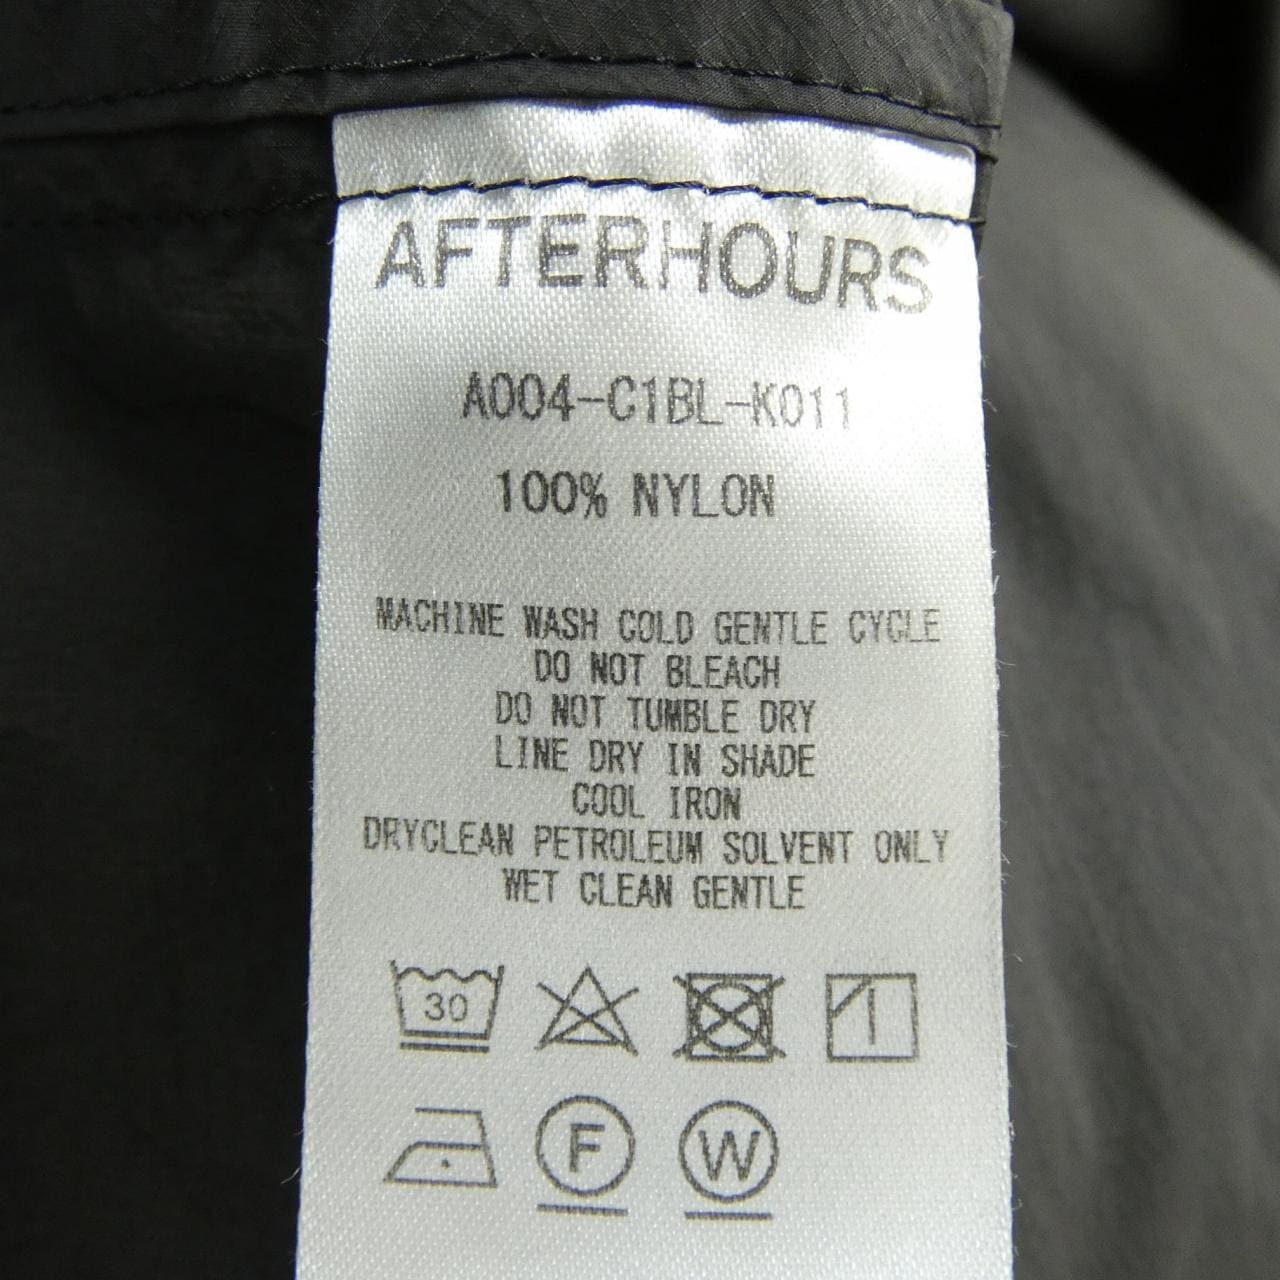 AFTERHOURS
A004-C1BL-K011
100% NYLON
MACHINE WASH COLD GENTLE CYCLE
DO NOT BLEACH
DO NOT TUMBLE DRY
LINE DRY IN SHADE
COOL IRON
DRYCLEAN PETROLEUM SOLVENT ONLY
WET CLEAN GENTLE
30
F W